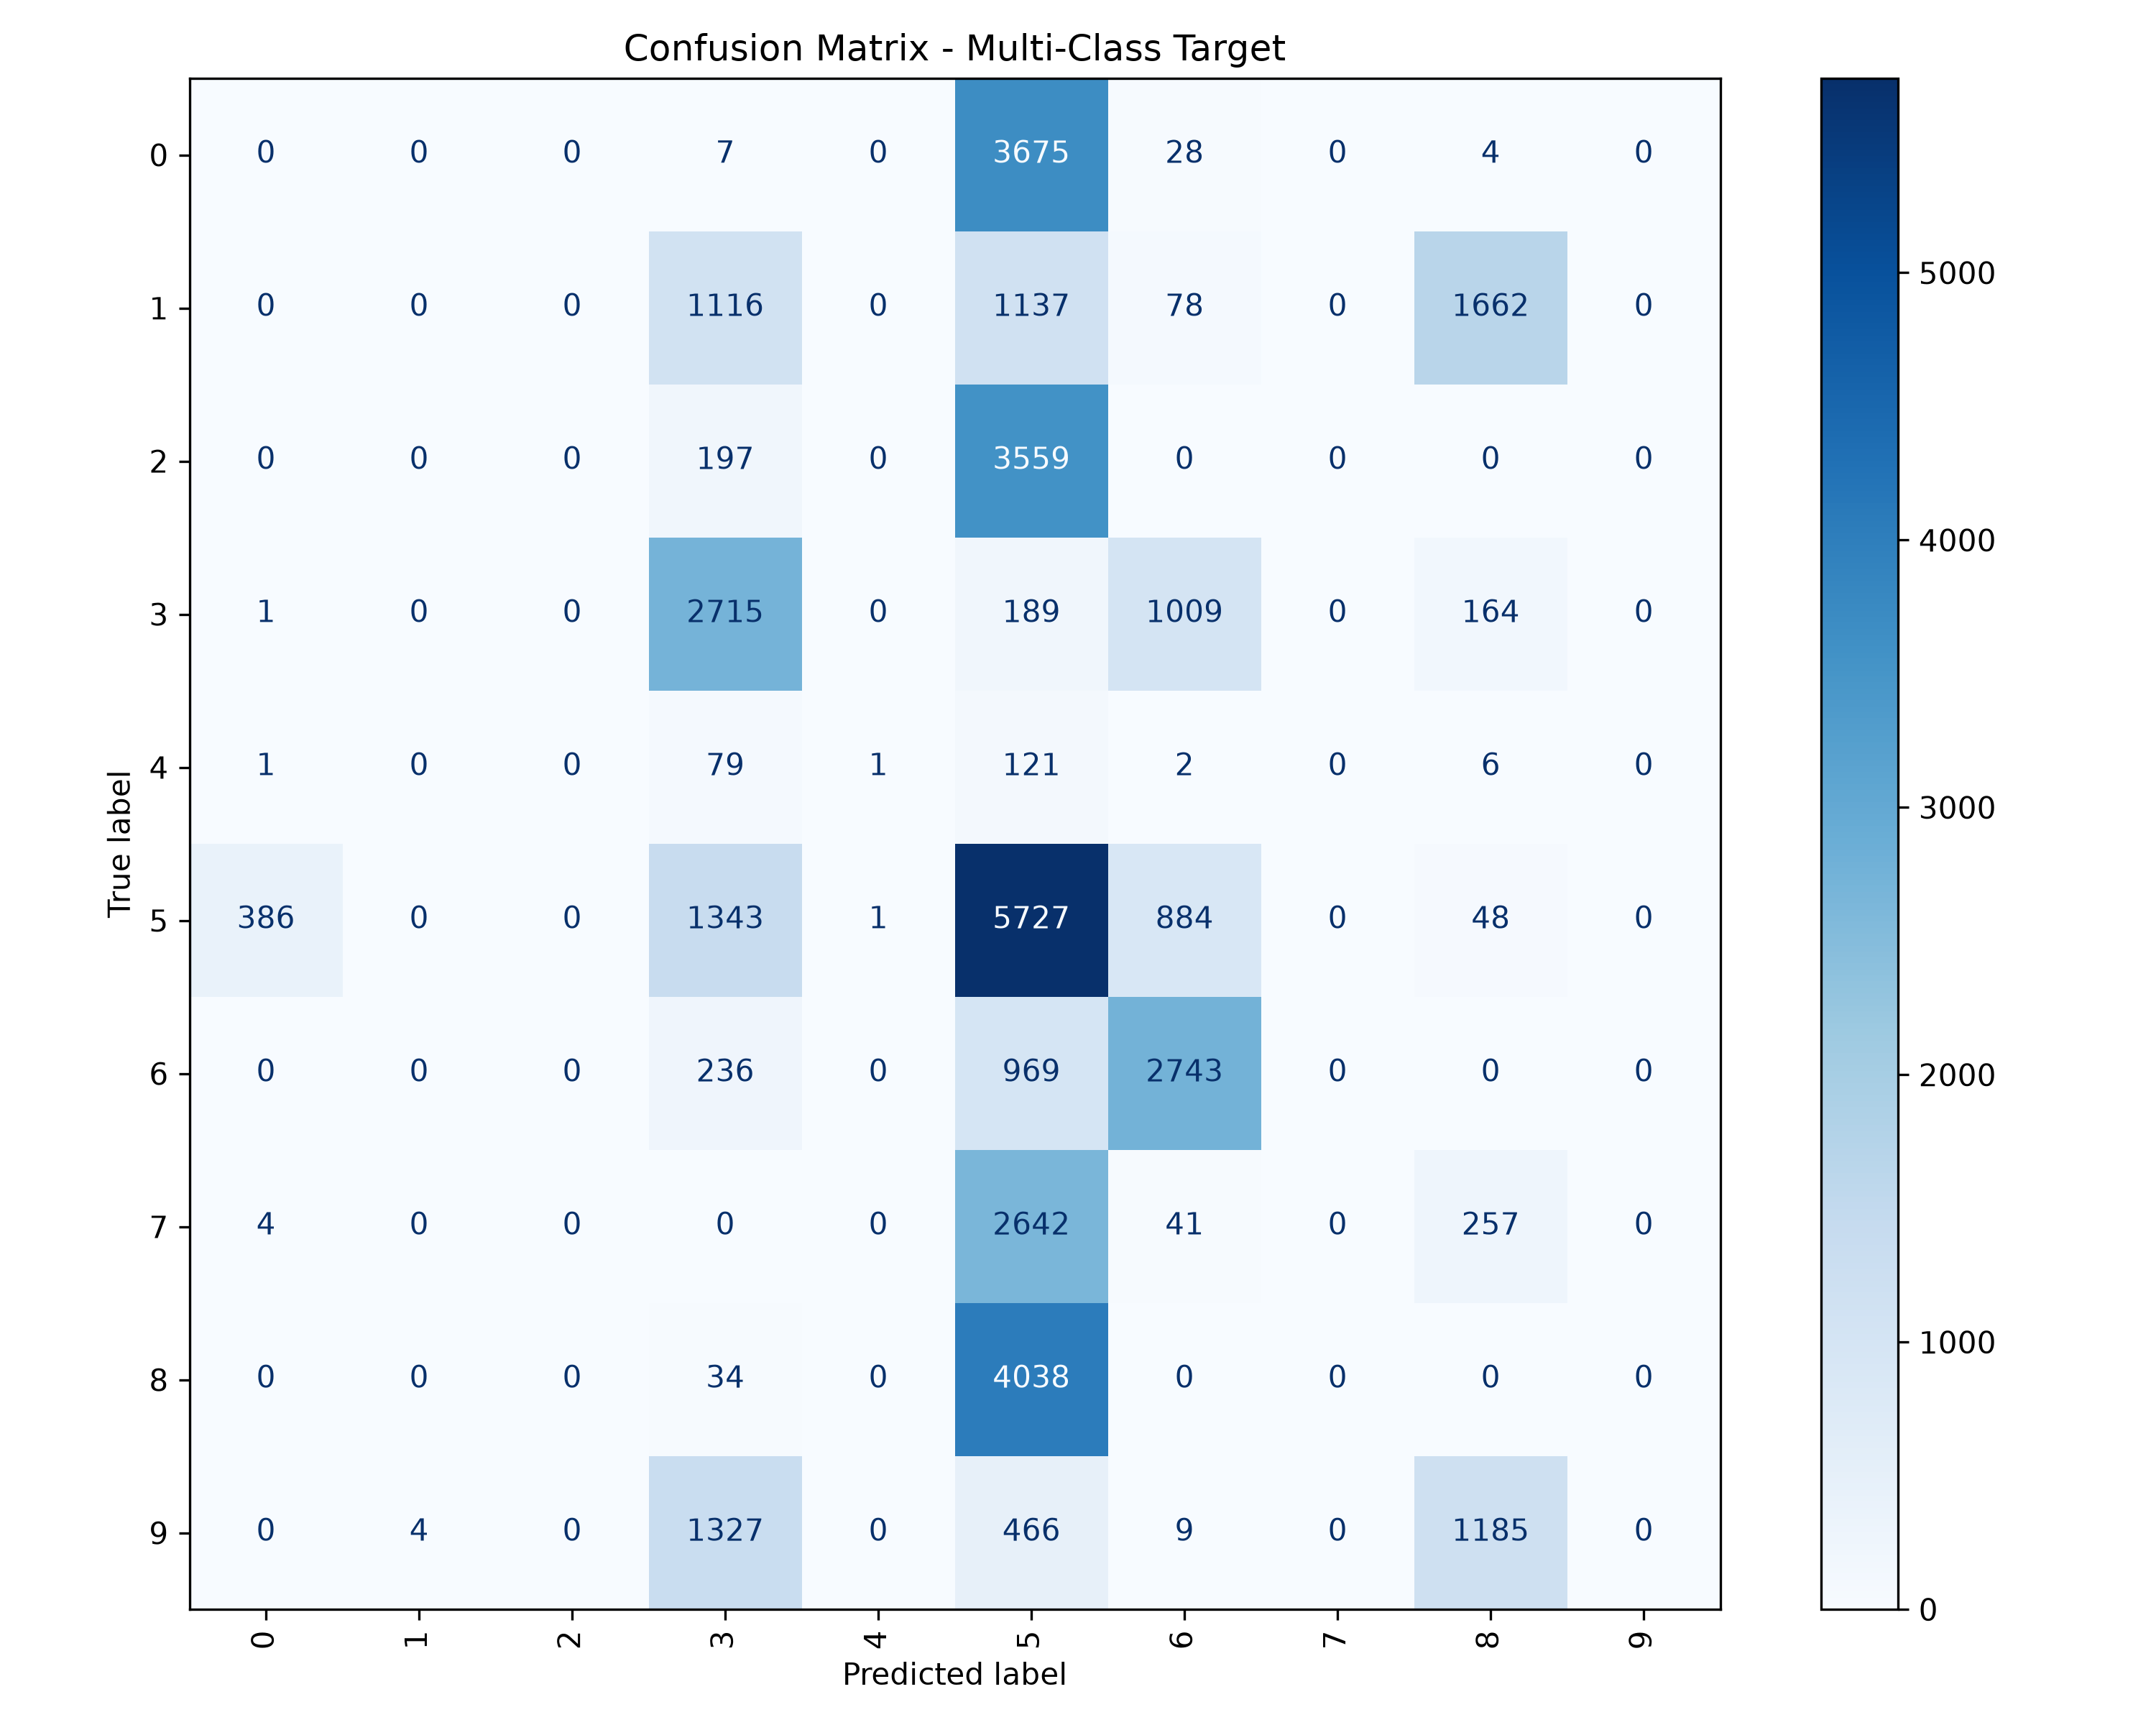 Confusion Matrix - Multi-Class Target
True label
0 0 0 0 7 0 3675 28 0 4 0
1 0 0 0 1116 0 1137 78 0 1662 0
2 0 0 0 197 0 3559 0 0 0 0
3 1 0 0 2715 0 189 1009 0 164 0
4 1 0 0 79 1 121 2 0 6 0
5 386 0 0 1343 1 5727 884 0 48 0
6 0 0 0 236 0 969 2743 0 0 0
7 4 0 0 0 0 2642 41 0 257 0
8 0 0 0 34 0 4038 0 0 0 0
9 0 4 0 1327 0 466 9 0 1185 0
0 1 2 3 4 5 6 7 8 9
Predicted label
5000
4000
3000
2000
1000
0